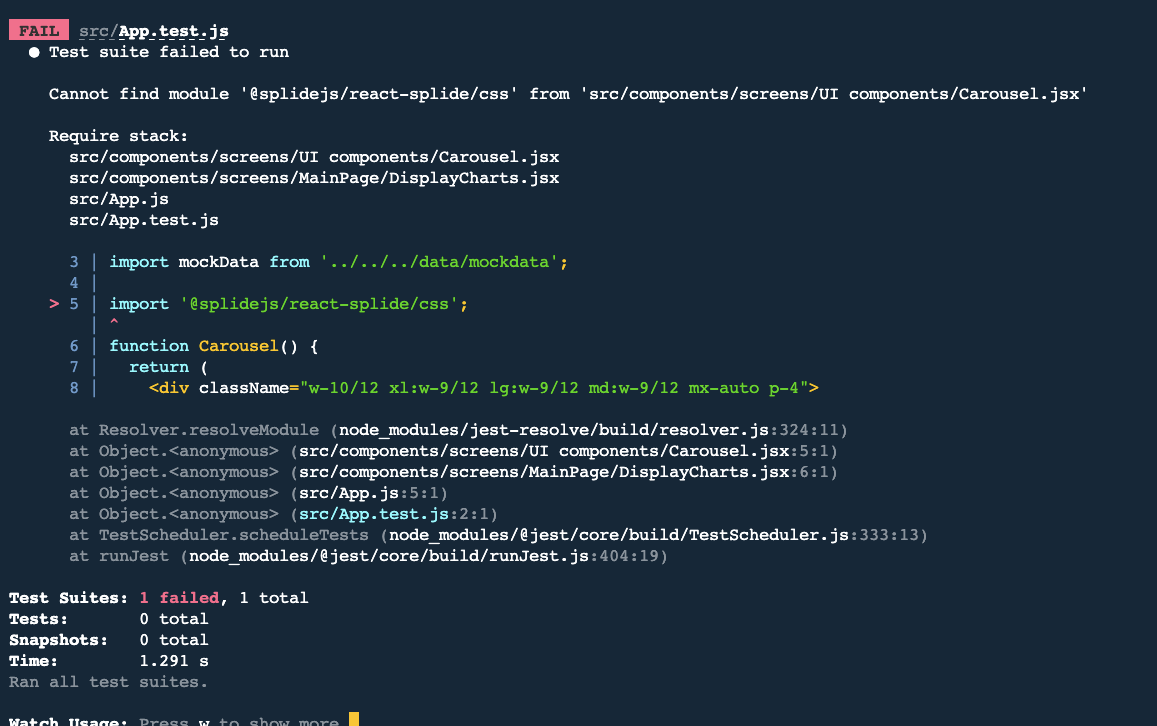 FAIL src/App.test.js
● Test suite failed to run
Cannot find module '@splidejs/react-splide/css' from 'src/components/screens/UI components/Carousel.jsx'
Require stack:
src/components/screens/UI components/Carousel.jsx
src/components/screens/MainPage/DisplayCharts.jsx
src/App.js
src/App.test.js
3 | import mockData from '../../../data/mockdata';
4 |
> 5 | import '@splidejs/react-splide/css';
| ^
6 | function Carousel() {
7 | return (
8 | <div className="w-10/12 xl:w-9/12 lg:w-9/12 md:w-9/12 mx-auto p-4">
at Resolver.resolveModule (node_modules/jest-resolve/build/resolver.js:324:11)
at Object.<anonymous> (src/components/screens/UI components/Carousel.jsx:5:1)
at Object.<anonymous> (src/components/screens/MainPage/DisplayCharts.jsx:6:1)
at Object.<anonymous> (src/App.js:5:1)
at Object.<anonymous> (src/App.test.js:2:1)
at TestScheduler.scheduleTests (node_modules/@jest/core/build/TestScheduler.js:333:13)
at runJest (node_modules/@jest/core/build/runJest.js:404:19)
Test Suites: 1 failed, 1 total
Tests: 0 total
Snapshots: 0 total
Time: 1.291 s
Ran all test suites.
Watch Usage: Press w to show more.